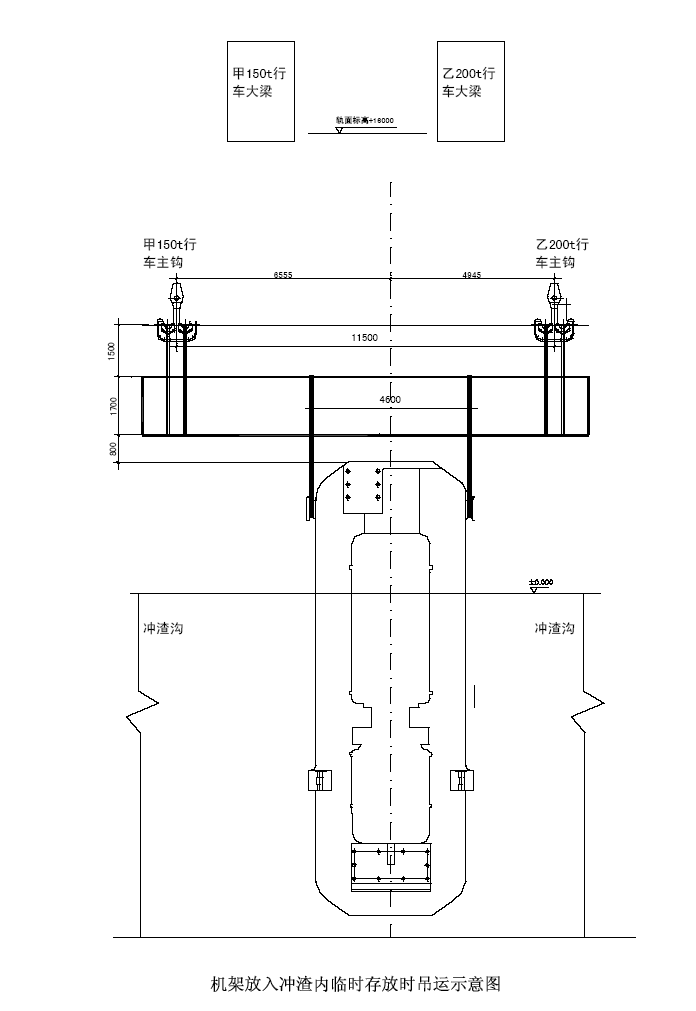 甲150t行
车大梁
乙200t行
车大梁
轨面标高+16000
甲150t行
车主钩
乙200t行
车主钩
6555
4945
11500
1500
4600
1700
800
±0.000
冲渣沟
冲渣沟
机架放入冲渣内临时存放时吊运示意图